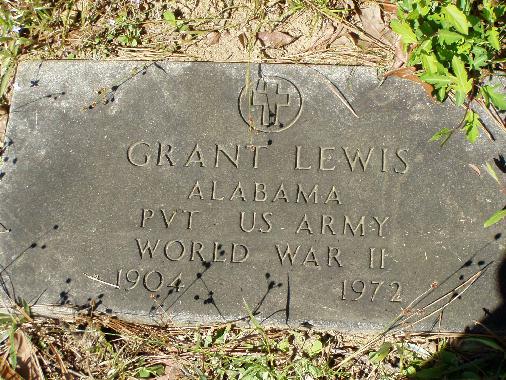 GRANT LEWIS
ALABAMA
PVT US ARMY
WORLD WAR II
1904 1972